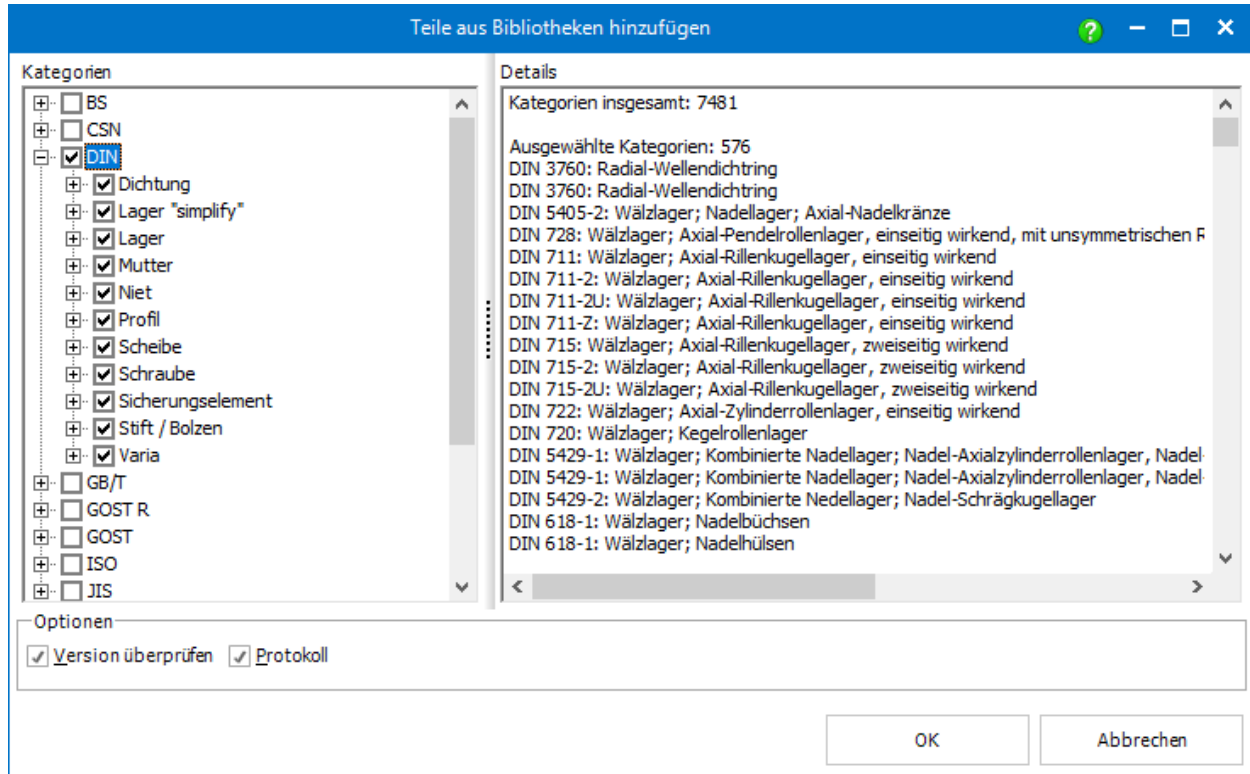 Teile aus Bibliotheken hinzufügen
?
Kategorien
BS
CSN
DIN
Dichtung
Lager "simplify"
Lager
Mutter
Niet
Profil
Scheibe
Schraube
Sicherungselement
Stift / Bolzen
Varia
GB/T
GOST R
GOST
ISO
JIS
Details
Kategorien insgesamt: 7481
Ausgewählte Kategorien: 576
DIN 3760: Radial-Wellendichtring
DIN 3760: Radial-Wellendichtring
DIN 5405-2: Wälzlager; Nadellager; Axial-Nadelkränze
DIN 728: Wälzlager; Axial-Pendelrollenlager, einseitig wirkend, mit unsymmetrischen R
DIN 711: Wälzlager; Axial-Rillenkugellager, einseitig wirkend
DIN 711-2: Wälzlager; Axial-Rillenkugellager, einseitig wirkend
DIN 711-2U: Wälzlager; Axial-Rillenkugellager, einseitig wirkend
DIN 711-Z: Wälzlager; Axial-Rillenkugellager, einseitig wirkend
DIN 715: Wälzlager; Axial-Rillenkugellager, zweiseitig wirkend
DIN 715-2: Wälzlager; Axial-Rillenkugellager, zweiseitig wirkend
DIN 715-2U: Wälzlager; Axial-Rillenkugellager, zweiseitig wirkend
DIN 722: Wälzlager; Axial-Zylinderrollenlager, einseitig wirkend
DIN 720: Wälzlager; Kegelrollenlager
DIN 5429-1: Wälzlager; Kombinierte Nadellager; Nadel-Axialzylinderrollenlager, Nadel-
DIN 5429-1: Wälzlager; Kombinierte Nadellager; Nadel-Axialzylinderrollenlager, Nadel-
DIN 5429-2: Wälzlager; Kombinierte Nedellager; Nadel-Schrägkugellager
DIN 618-1: Wälzlager; Nadelbüchsen
DIN 618-1: Wälzlager; Nadelhülsen
Optionen
Version überprüfen Protokoll
OK Abbrechen